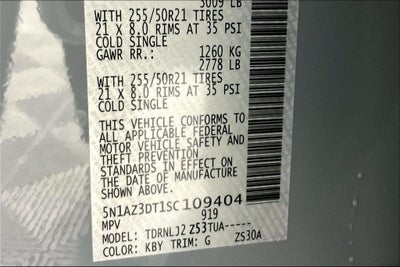 3009 LB
WITH 255/50R21 TIRES
21 X 8.0 RIMS AT 35 PSI
COLD SINGLE
GAWR RR.: 1260 KG
2778 LB
WITH 255/50R21 TIRES
21 X 8.0 RIMS AT 35 PSI
COLD SINGLE
THIS VEHICLE CONFORMS TO
ALL APPLICABLE FEDERAL
MOTOR VEHICLE SAFETY AND
THEFT PREVENTION
STANDARDS IN EFFECT ON
THE DATE OF MANUFACTURE
SHOWN ABOVE.
5N1AZ3DT1SC109404
MPV 919
MODEL: TDRNLJ2 Z53TUA-----
COLOR: KBY TRIM: G ZS30A